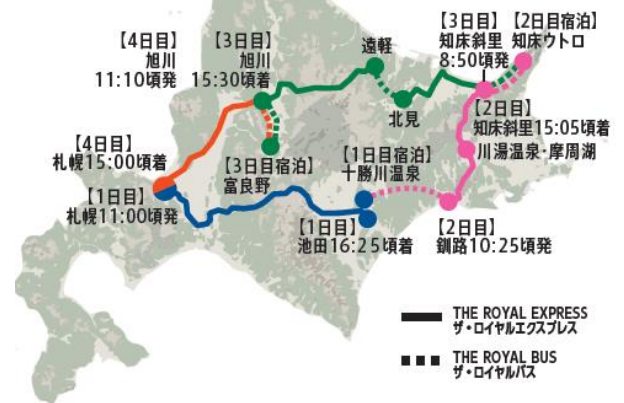 【4日目】
旭川
11:10頃発
【3日目】
旭川
15:30頃着
遠軽
【3日目】
知床斜里
8:50頃発
【2日目宿泊】
知床ウトロ
北見
【2日目】
知床斜里15:05頃着
川湯温泉・摩周湖
【4日目】
札幌15:00頃着
【3日目宿泊】
富良野
【1日目宿泊】
十勝川温泉
【1日目】
札幌11:00頃発
【1日目】
池田16:25頃着
【2日目】
釧路10:25頃発
THE ROYAL EXPRESS
ザ・ロイヤルエクスプレス
THE ROYAL BUS
ザ・ロイヤルバス